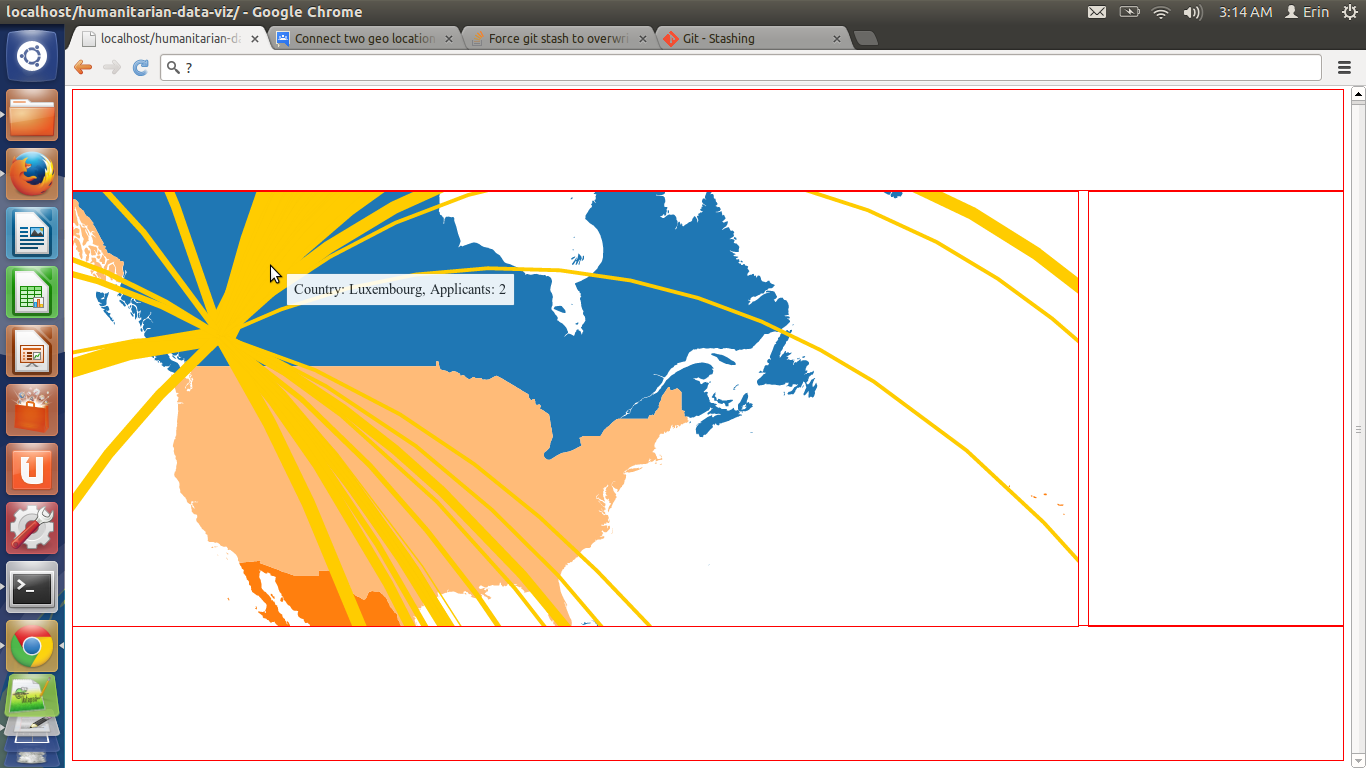 localhost/humanitarian-data-viz/ - Google Chrome
3:14 AM Erin
localhost/humanitarian-da
Connect two geo location
Force git stash to overwri
Git - Stashing
?
Country: Luxembourg, Applicants: 2